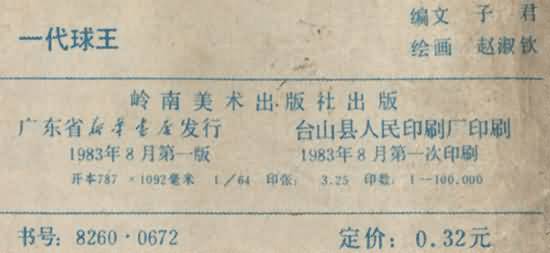 一代球王
编文 子君
绘画 赵淑钦
岭南美术出版社出版
广东省新华书店发行 台山县人民印刷厂印刷
1983年8月第一版 1983年8月第一次印刷
开本787×1092毫米 1/64 印张: 3.25 印数: 1—100.000
书号: 8260·0672 定价: 0.32元